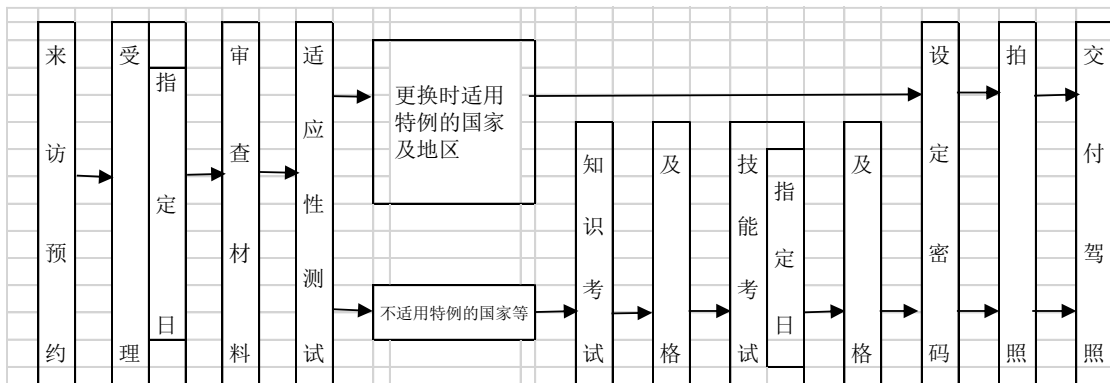 来访预约
受理
指定日
审查材料
适应性测试
更换时适用
特例的国家
及地区
不适用特例的国家等
知识考试
及格
技能考试
指定日
及格
设定密码
拍照
交付驾照